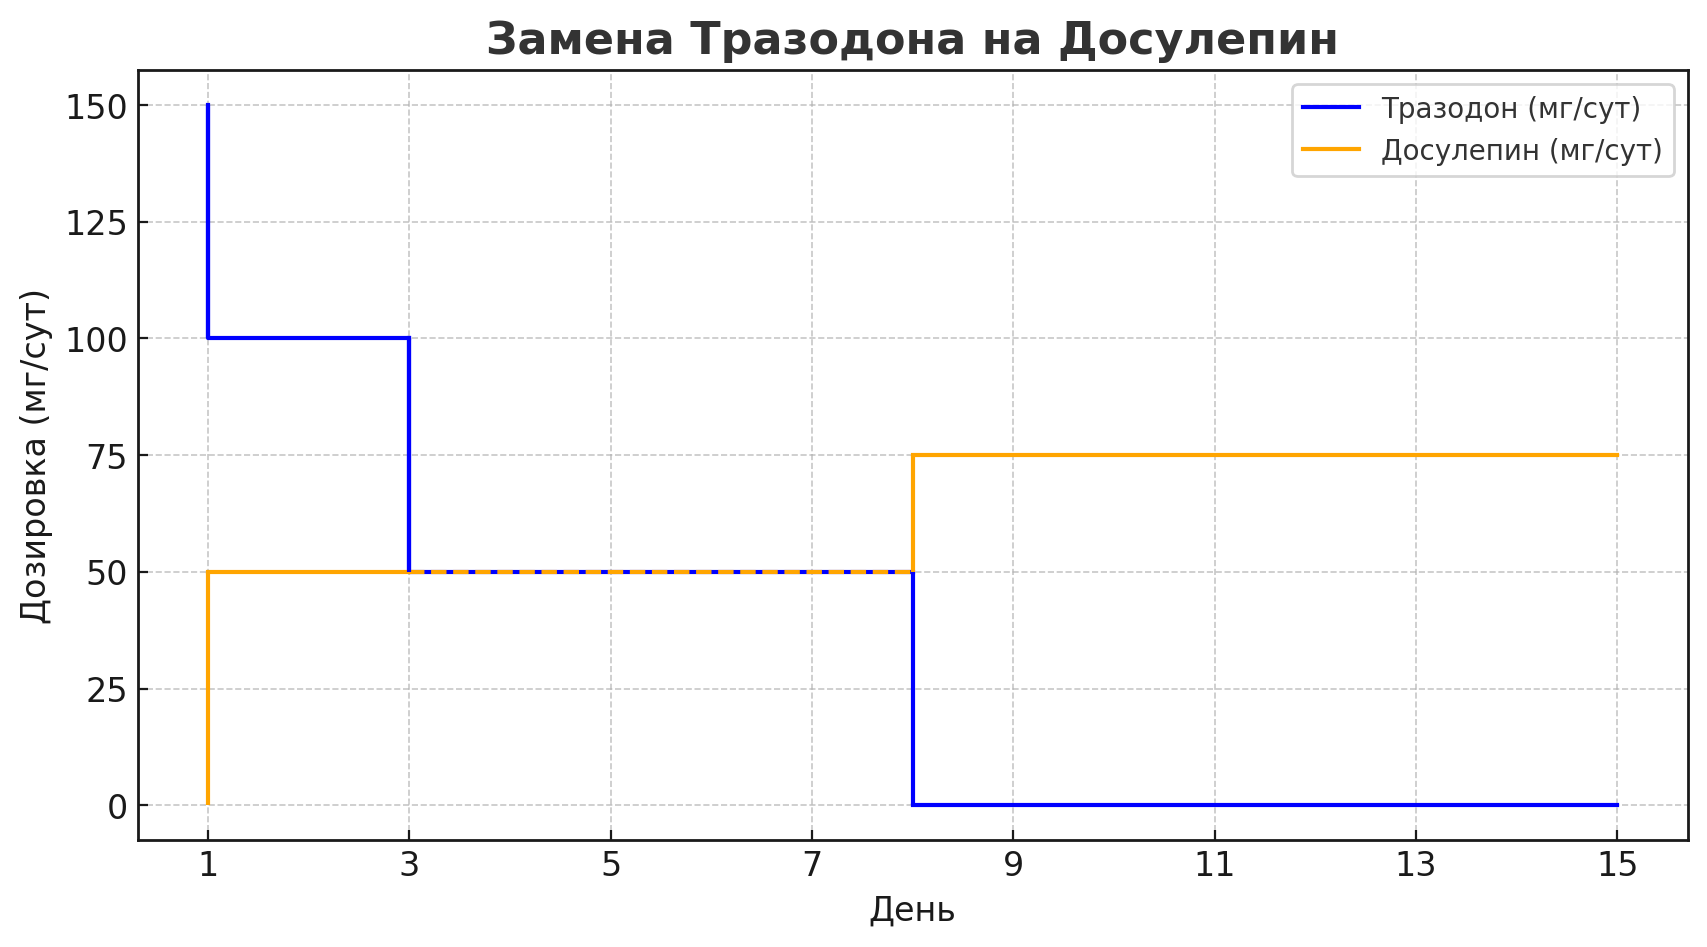 Замена Тразодона на Досулепин
Тразодон (мг/сут)
Досулепин (мг/сут)
Дозировка (мг/сут)
150
125
100
75
50
25
0
1 3 5 7 9 11 13 15
День